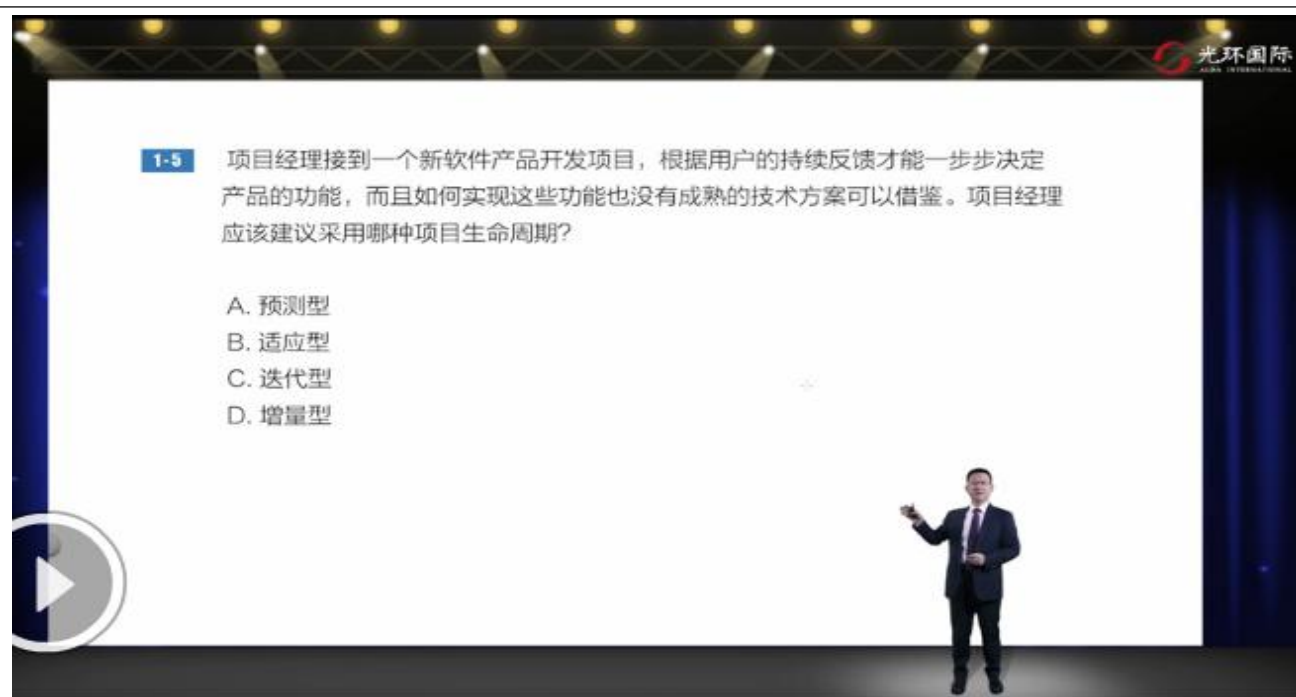 光环国际
1-5 项目经理接到一个新软件产品开发项目，根据用户的持续反馈才能一步步决定
产品的功能，而且如何实现这些功能也没有成熟的技术方案可以借鉴。项目经理
应该建议采用哪种项目生命周期？
A. 预测型
B. 适应型
C. 迭代型
D. 增量型